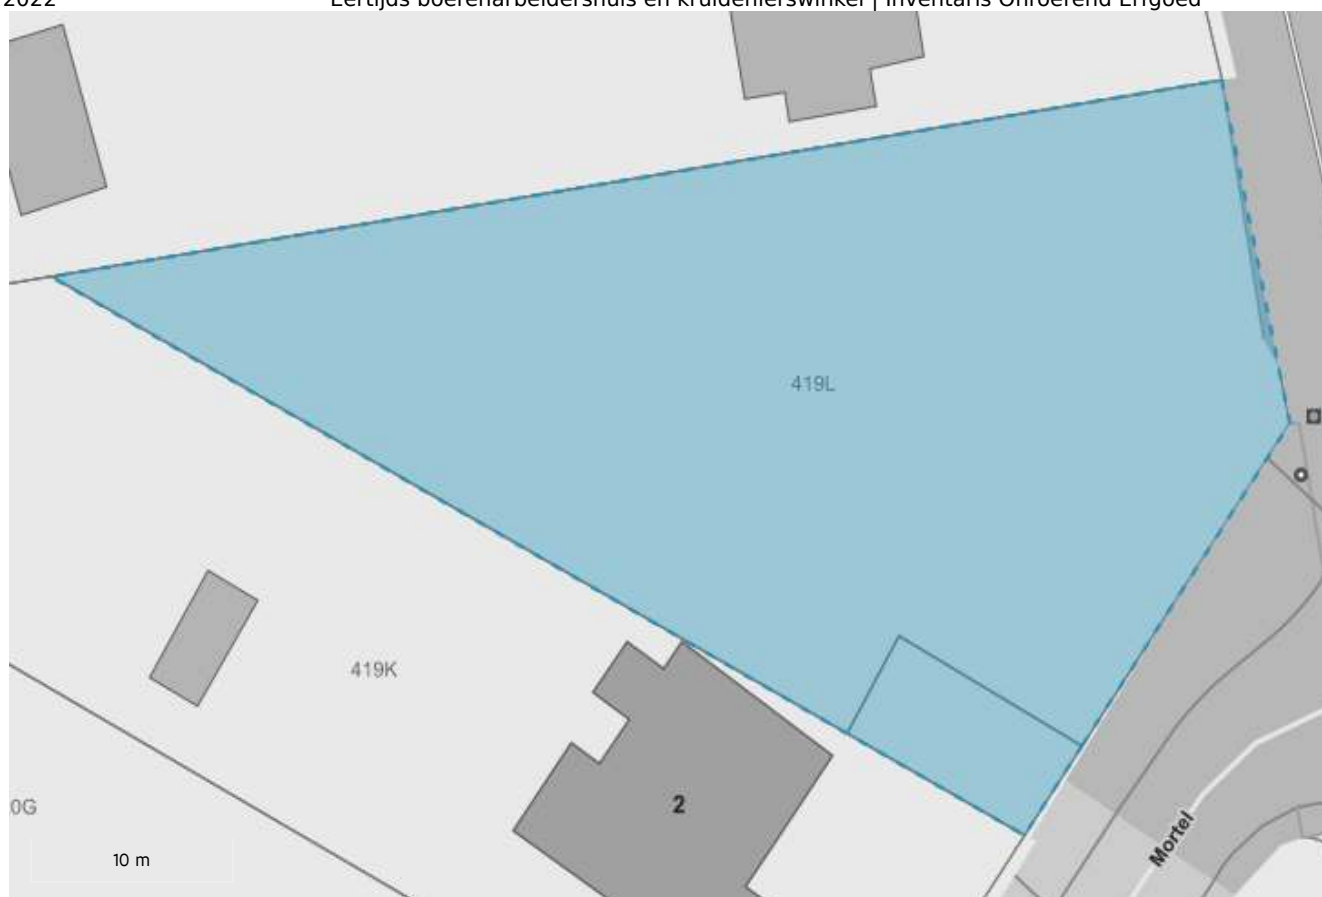 2022 Eertijds boerenarbeidershuis en kruidenierswinkel | Inventaris Onroerend Erfgoed
419L
419K
2
0G
Mortel
10 m